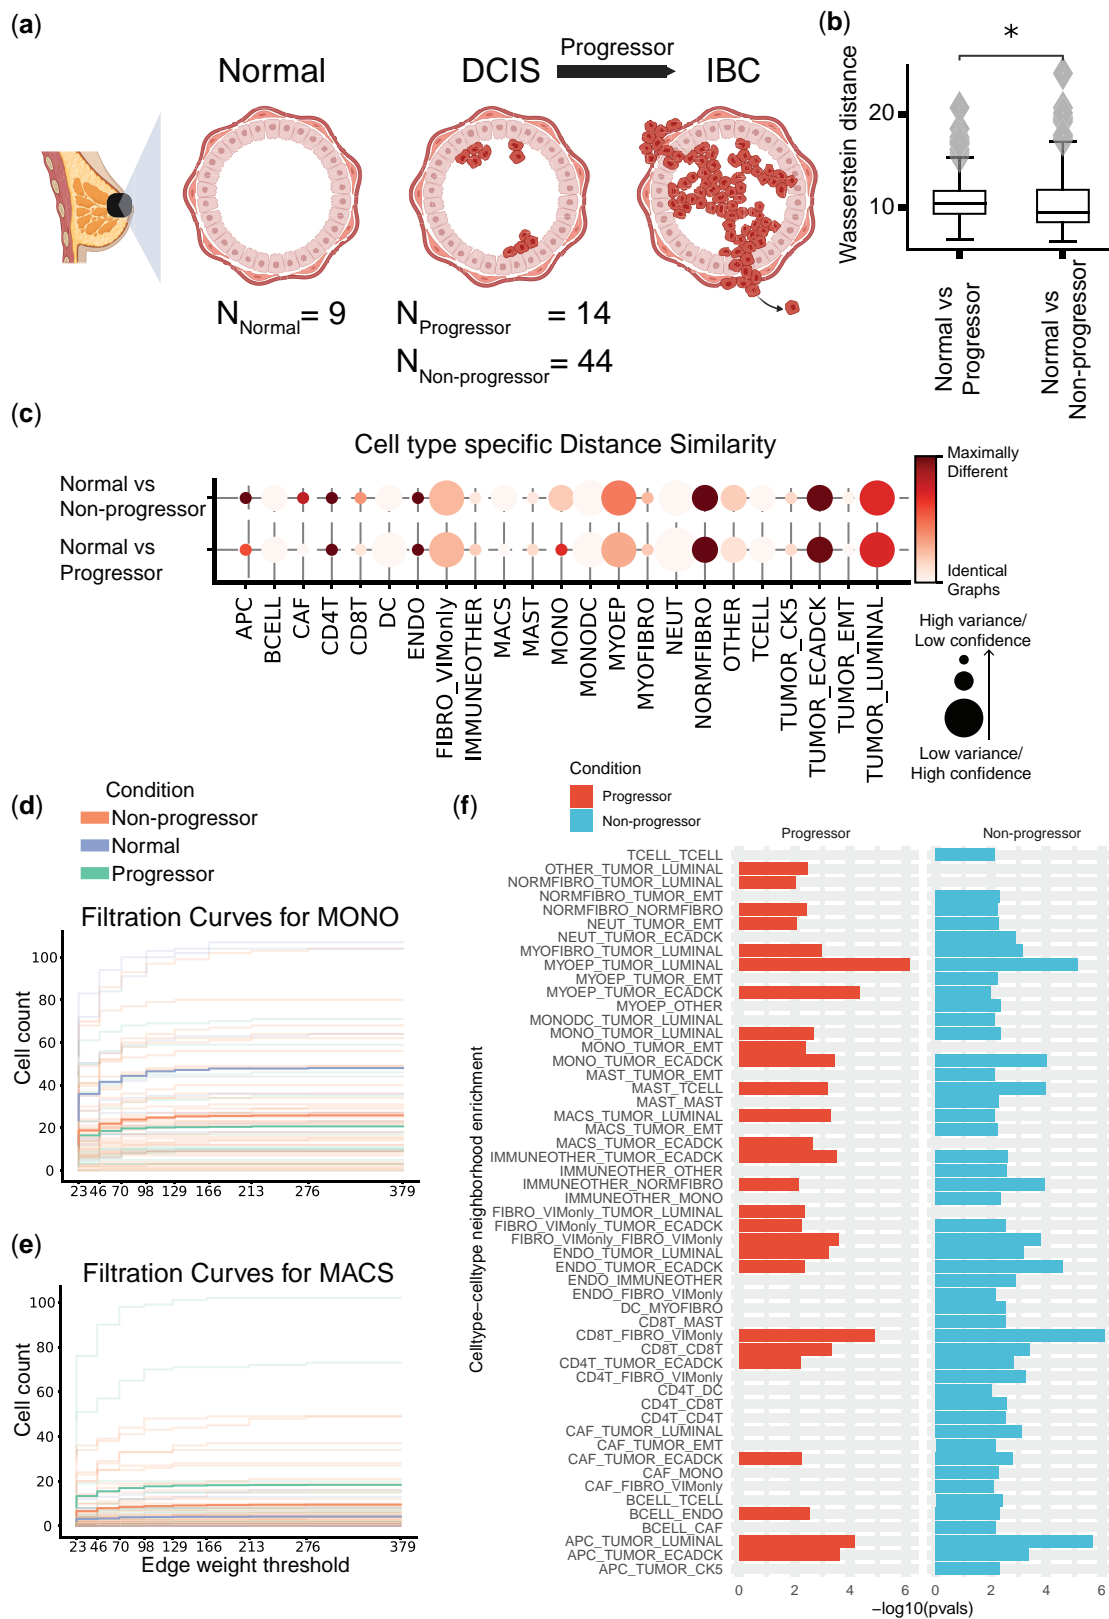 (a)
Normal
DCIS
Progressor
IBC
N Normal = 9
N Progressor = 14
N Non-progressor = 44
(b)
*
Wasserstein distance
20
10
Normal vs
Progressor
Normal vs
Non-progressor
(c)
Cell type specific Distance Similarity
Normal vs
Non-progressor
Normal vs
Progressor
APC
BCELL
CAF
CD4T
CD8T
DC
ENDO
FIBRO_VIMonly
IMMUNEOTHER
MACS
MAST
MONO
MONODC
MYOEP
MYOFIBRO
NEUT
NORMFIBRO
OTHER
TCELL
TUMOR_CK5
TUMOR_ECADCK
TUMOR_EMT
TUMOR_LUMINAL
Maximally
Different
Identical
Graphs
High variance/
Low confidence
Low variance/
High confidence
(d)
Condition
Non-progressor
Normal
Progressor
Filtration Curves for MONO
Cell count
100
80
60
40
20
0
23 46 70 98 129 166 213 276 379
(e)
Filtration Curves for MACS
Cell count
100
80
60
40
20
0
23 46 70 98 129 166 213 276 379
Edge weight threshold
(f)
Condition
Progressor
Non-progressor
Progressor
Non-progressor
Celltype-celltype neighborhood enrichment
TCELL_TCELL
OTHER_TUMOR_LUMINAL
NORMFIBRO_TUMOR_LUMINAL
NORMFIBRO_TUMOR_EMT
NORMFIBRO_NORMFIBRO
NEUT_TUMOR_EMT
NEUT_TUMOR_ECADCK
MYOFIBRO_TUMOR_LUMINAL
MYOEP_TUMOR_LUMINAL
MYOEP_TUMOR_EMT
MYOEP_TUMOR_ECADCK
MYOEP_OTHER
MONODC_TUMOR_LUMINAL
MONO_TUMOR_LUMINAL
MONO_TUMOR_EMT
MONO_TUMOR_ECADCK
MAST_TUMOR_EMT
MAST_TCELL
MAST_MAST
MACS_TUMOR_LUMINAL
MACS_TUMOR_EMT
MACS_TUMOR_ECADCK
IMMUNEOTHER_TUMOR_ECADCK
IMMUNEOTHER_OTHER
IMMUNEOTHER_NORMFIBRO
IMMUNEOTHER_MONO
FIBRO_VIMonly_TUMOR_LUMINAL
FIBRO_VIMonly_TUMOR_ECADCK
FIBRO_VIMonly_FIBRO_VIMonly
ENDO_TUMOR_LUMINAL
ENDO_TUMOR_ECADCK
ENDO_IMMUNEOTHER
ENDO_FIBRO_VIMonly
DC_MYOFIBRO
CD8T_MAST
CD8T_FIBRO_VIMonly
CD8T_CD8T
CD4T_TUMOR_ECADCK
CD4T_FIBRO_VIMonly
CD4T_DC
CD4T_CD8T
CD4T_CD4T
CAF_TUMOR_LUMINAL
CAF_TUMOR_EMT
CAF_TUMOR_ECADCK
CAF_MONO
CAF_FIBRO_VIMonly
BCELL_TCELL
BCELL_ENDO
BCELL_CAF
APC_TUMOR_LUMINAL
APC_TUMOR_ECADCK
APC_TUMOR_CK5
0 2 4 6
0 2 4 6
−log10(pvals)